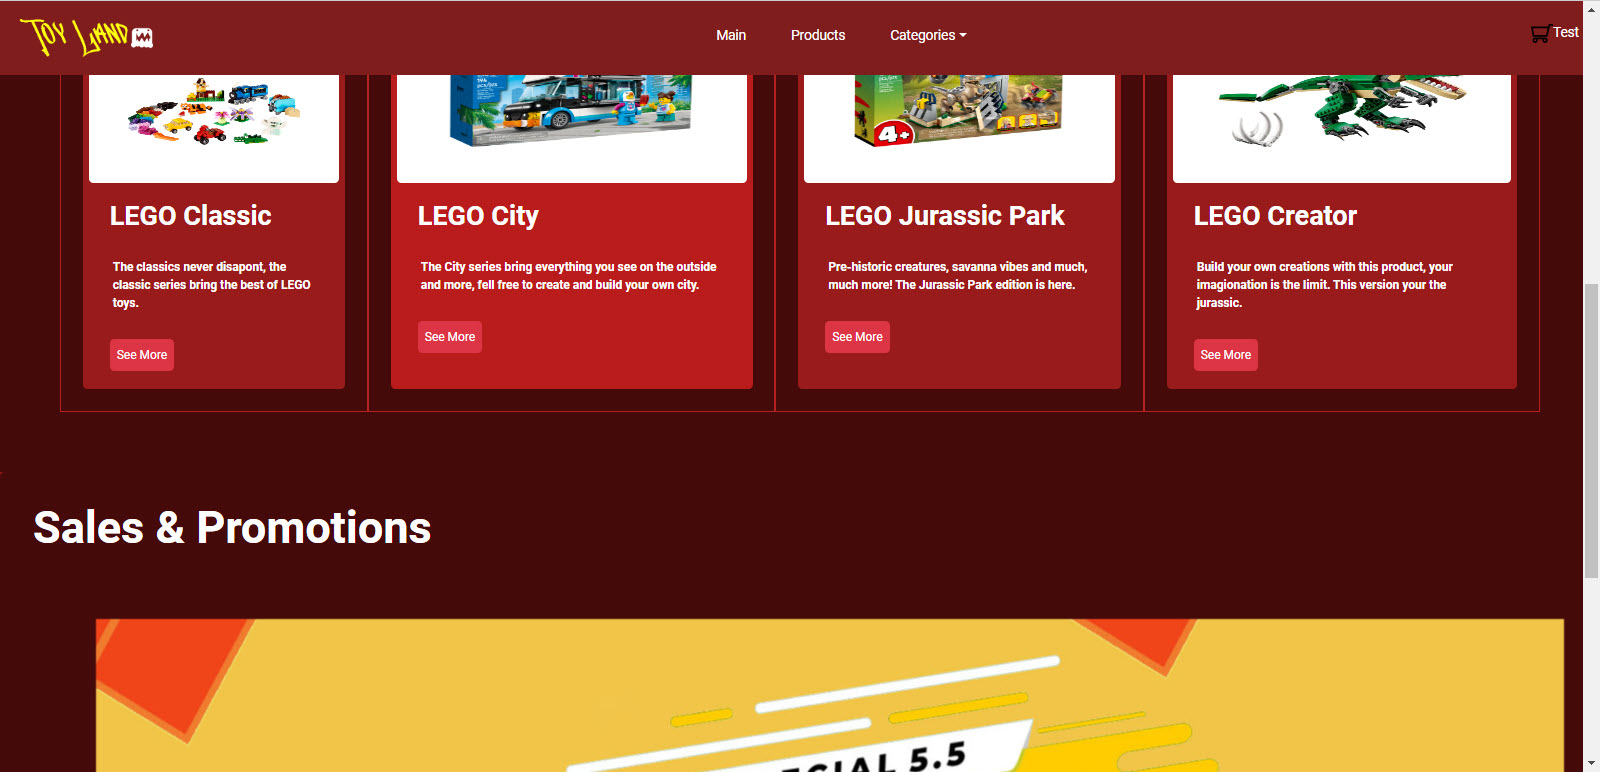 Toy Land
Main
Products
Categories
Test
194
pcs/pzs
4+
LEGO Classic
The classics never disapont, the
classic series bring the best of LEGO
toys.
See More
LEGO City
The City series bring everything you see on the outside
and more, fell free to create and build your own city.
See More
LEGO Jurassic Park
Pre-historic creatures, savanna vibes and much,
much more! The Jurassic Park edition is here.
See More
LEGO Creator
Build your own creations with this product, your
imagionation is the limit. This version your the
jurassic.
See More
Sales & Promotions
5.5